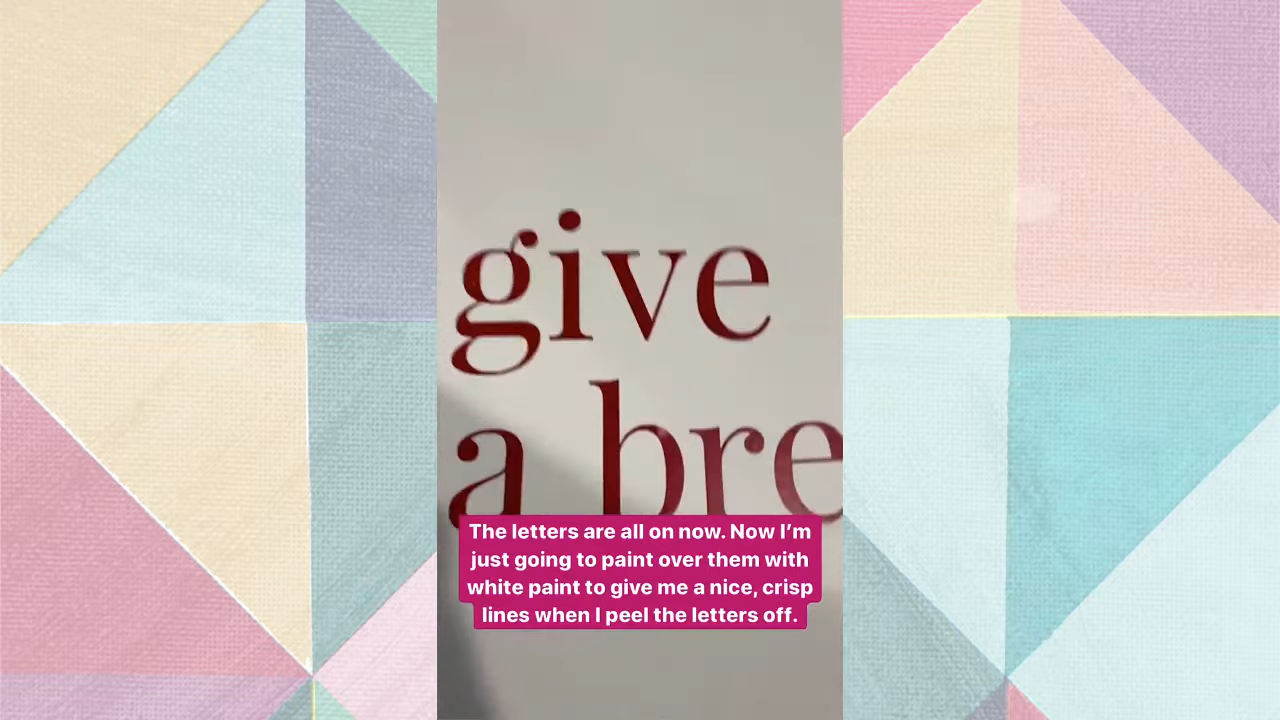 give
a bre
The letters are all on now. Now I’m
just going to paint over them with
white paint to give me a nice, crisp
lines when I peel the letters off.